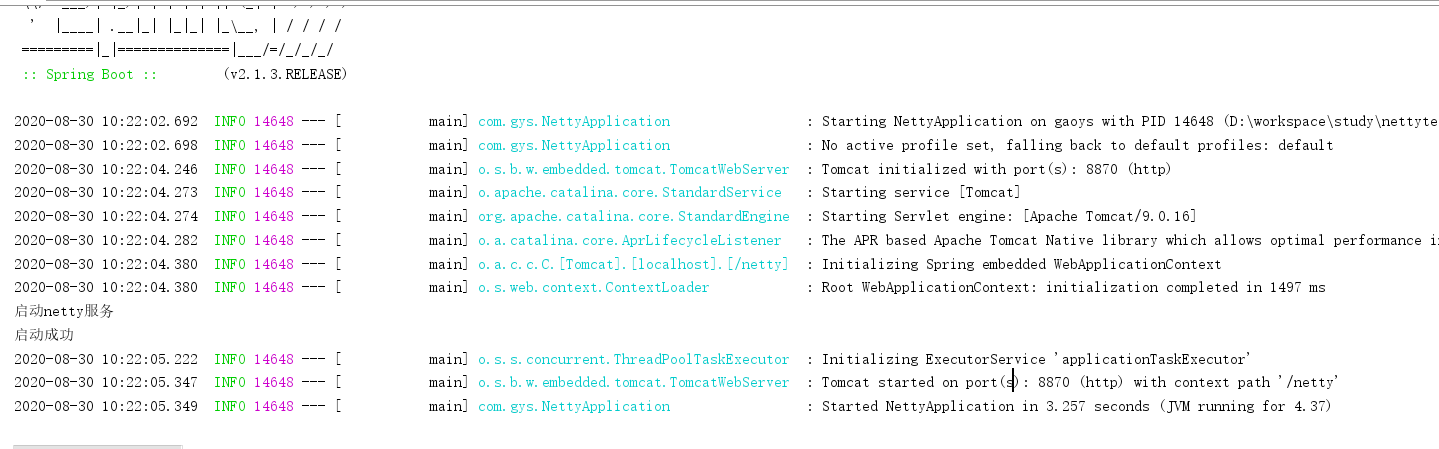 '  |____| .__|_| |_|_| |_\__, | / / / /
=========|_|==============|___/=/_/_/_/
:: Spring Boot ::        (v2.1.3.RELEASE)
2020-08-30 10:22:02.692  INFO 14648 --- [           main] com.gys.NettyApplication                 : Starting NettyApplication on gaoys with PID 14648 (D:\workspace\study\nettyte
2020-08-30 10:22:02.698  INFO 14648 --- [           main] com.gys.NettyApplication                 : No active profile set, falling back to default profiles: default
2020-08-30 10:22:04.246  INFO 14648 --- [           main] o.s.b.w.embedded.tomcat.TomcatWebServer  : Tomcat initialized with port(s): 8870 (http)
2020-08-30 10:22:04.273  INFO 14648 --- [           main] o.apache.catalina.core.StandardService   : Starting service [Tomcat]
2020-08-30 10:22:04.274  INFO 14648 --- [           main] org.apache.catalina.core.StandardEngine  : Starting Servlet engine: [Apache Tomcat/9.0.16]
2020-08-30 10:22:04.282  INFO 14648 --- [           main] o.a.catalina.core.AprLifecycleListener   : The APR based Apache Tomcat Native library which allows optimal performance i
2020-08-30 10:22:04.380  INFO 14648 --- [           main] o.a.c.c.C.[Tomcat].[localhost].[/netty]  : Initializing Spring embedded WebApplicationContext
2020-08-30 10:22:04.380  INFO 14648 --- [           main] o.s.web.context.ContextLoader            : Root WebApplicationContext: initialization completed in 1497 ms
启动netty服务
启动成功
2020-08-30 10:22:05.222  INFO 14648 --- [           main] o.s.s.concurrent.ThreadPoolTaskExecutor  : Initializing ExecutorService 'applicationTaskExecutor'
2020-08-30 10:22:05.347  INFO 14648 --- [           main] o.s.b.w.embedded.tomcat.TomcatWebServer  : Tomcat started on port(s): 8870 (http) with context path '/netty'
2020-08-30 10:22:05.349  INFO 14648 --- [           main] com.gys.NettyApplication                 : Started NettyApplication in 3.257 seconds (JVM running for 4.37)